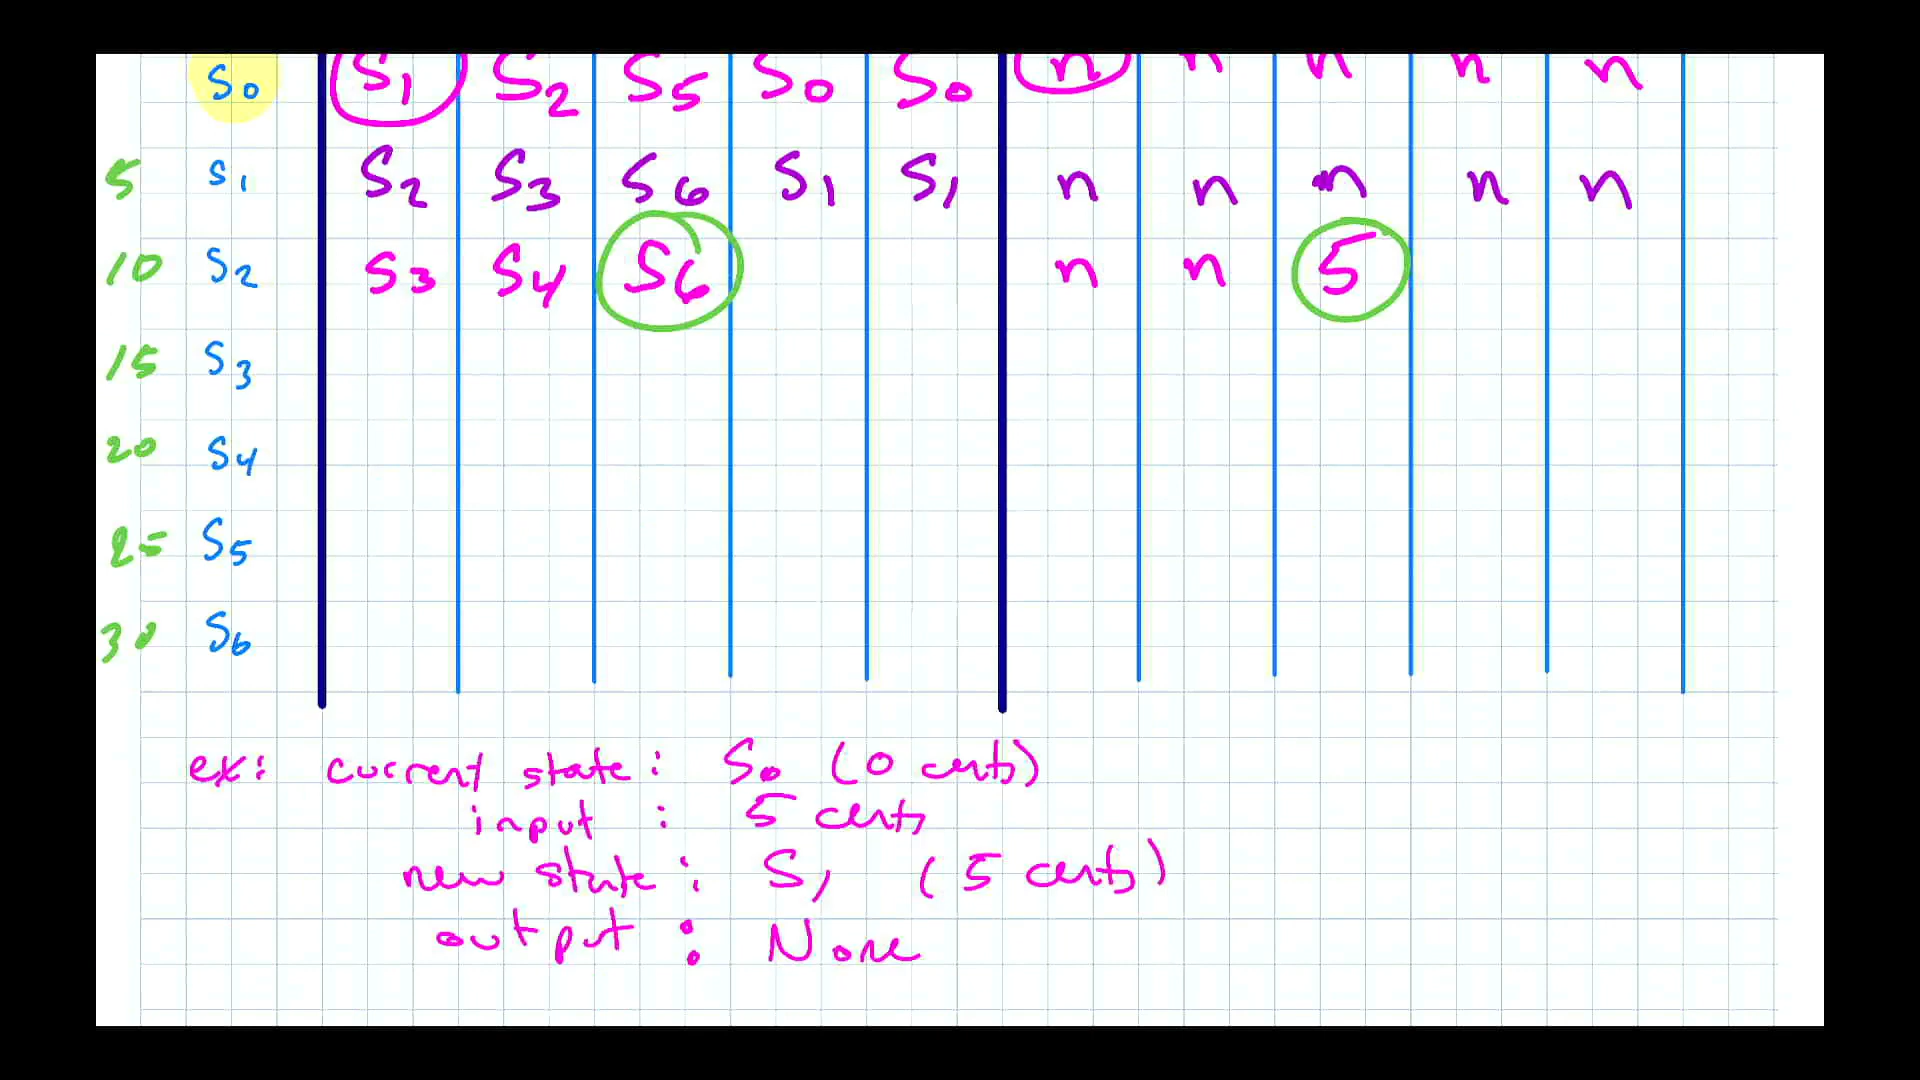 S0 S1 S2 S5 S0 S0 n n n n n
5 S1 S2 S3 S6 S1 S1 n n n n n
10 S2 S3 S4 S6 n n 5
15 S3
20 S4
25 S5
30 S6
ex: current state: S0 (0 cents)
input : 5 cents
new state: S1 (5 cents)
output : None